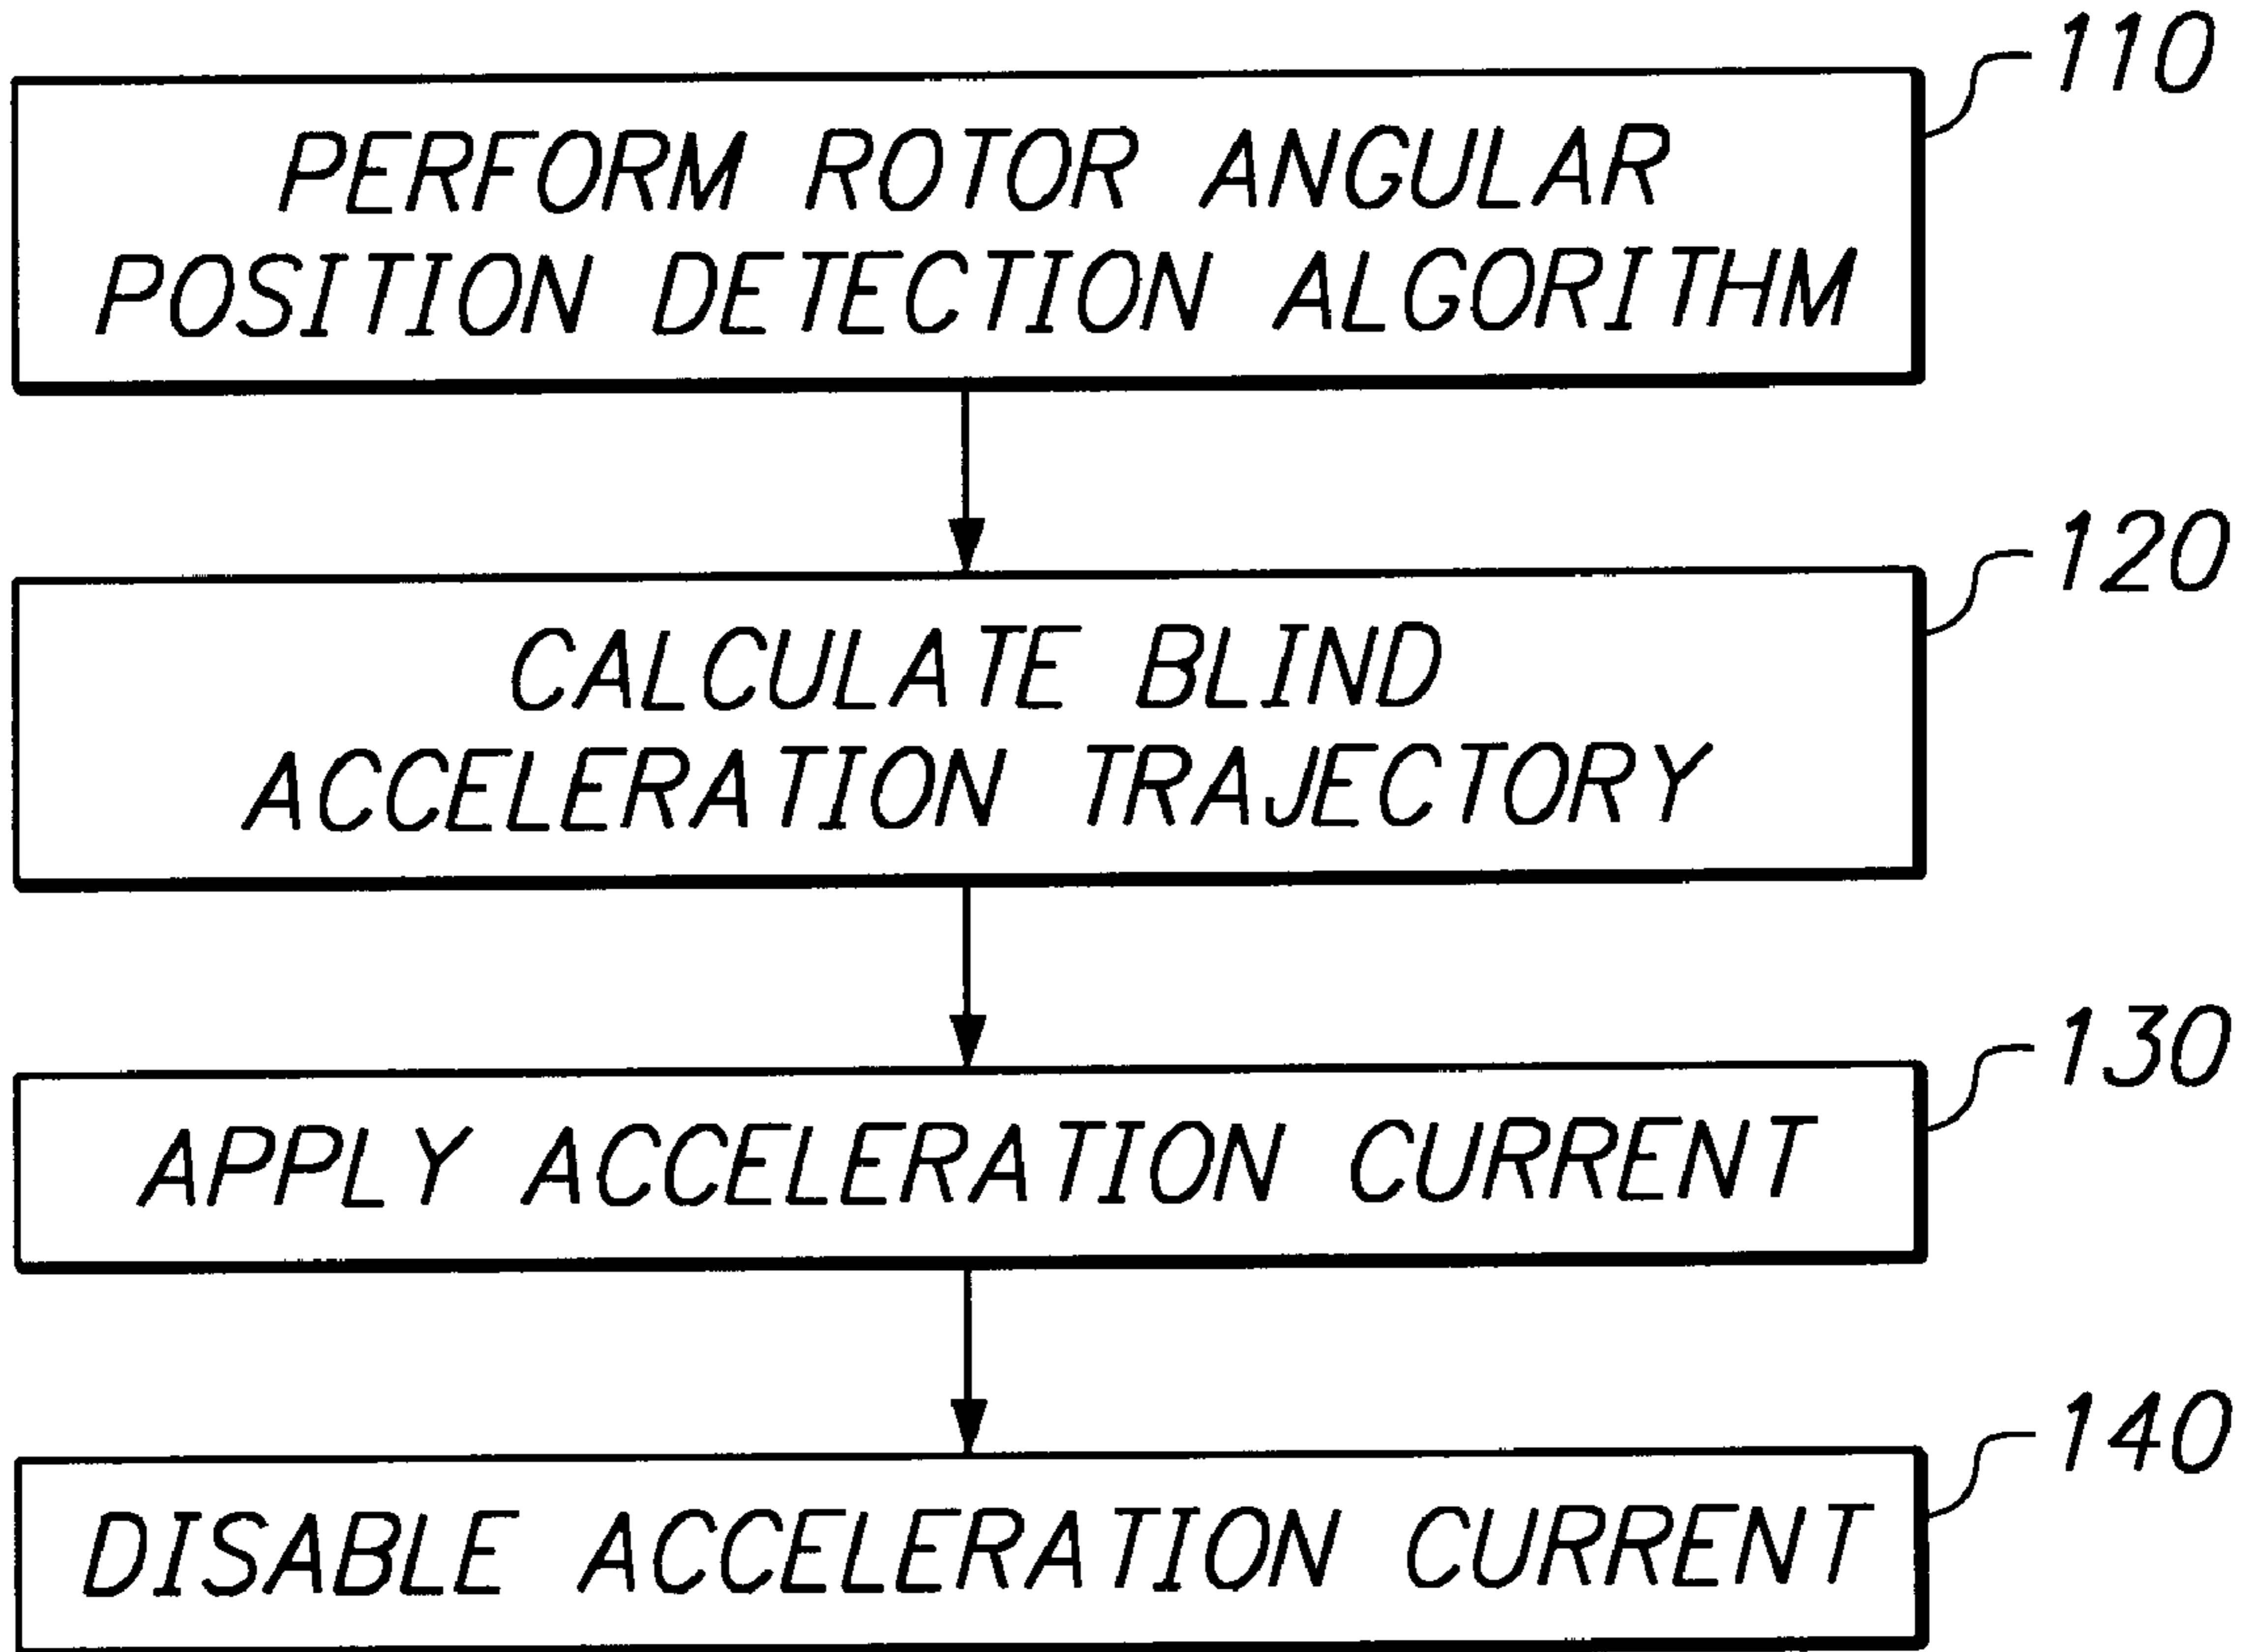 110
PERFORM ROTOR ANGULAR
POSITION DETECTION ALGORITHM
120
CALCULATE BLIND
ACCELERATION TRAJECTORY
130
APPLY ACCELERATION CURRENT
140
DISABLE ACCELERATION CURRENT